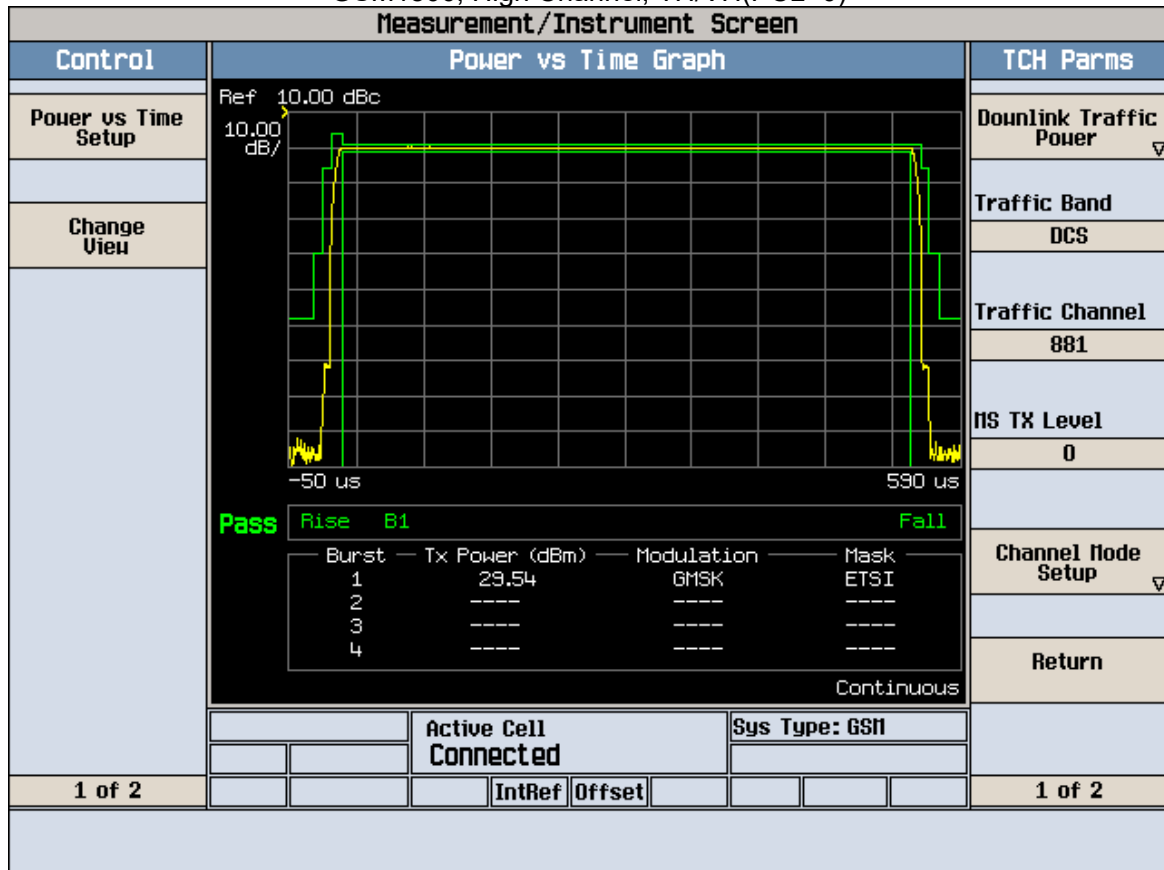 Measurement/Instrument Screen
Control
Power vs Time Graph
TCH Parms
Power vs Time
Setup
Change
View
1 of 2
Ref 10.00 dBc
10.00
dB/
-50 us
590 us
Pass
Rise B1 Fall
Burst Tx Power (dBm) Modulation Mask
1 29.54 GMSK ETSI
2 ---- ---- ----
3 ---- ---- ----
4 ---- ---- ----
Continuous
Active Cell
Connected
Sys Type: GSM
IntRef Offset
Downlink Traffic
Power
Traffic Band
DCS
Traffic Channel
881
MS TX Level
0
Channel Mode
Setup
Return
1 of 2